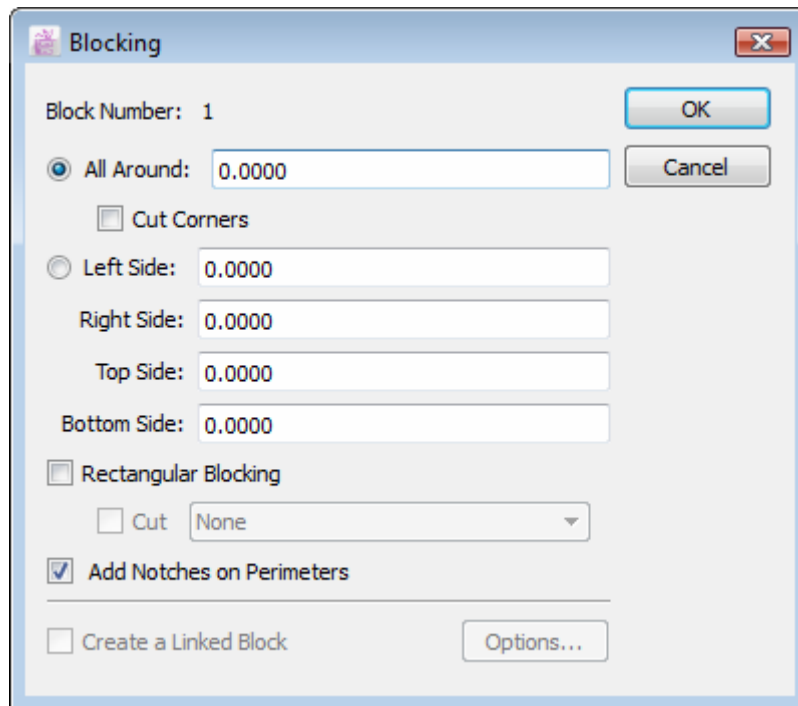 Blocking
Block Number: 1
OK
All Around: 0.0000
Cancel
Cut Corners
Left Side: 0.0000
Right Side: 0.0000
Top Side: 0.0000
Bottom Side: 0.0000
Rectangular Blocking
Cut None
Add Notches on Perimeters
Create a Linked Block Options...